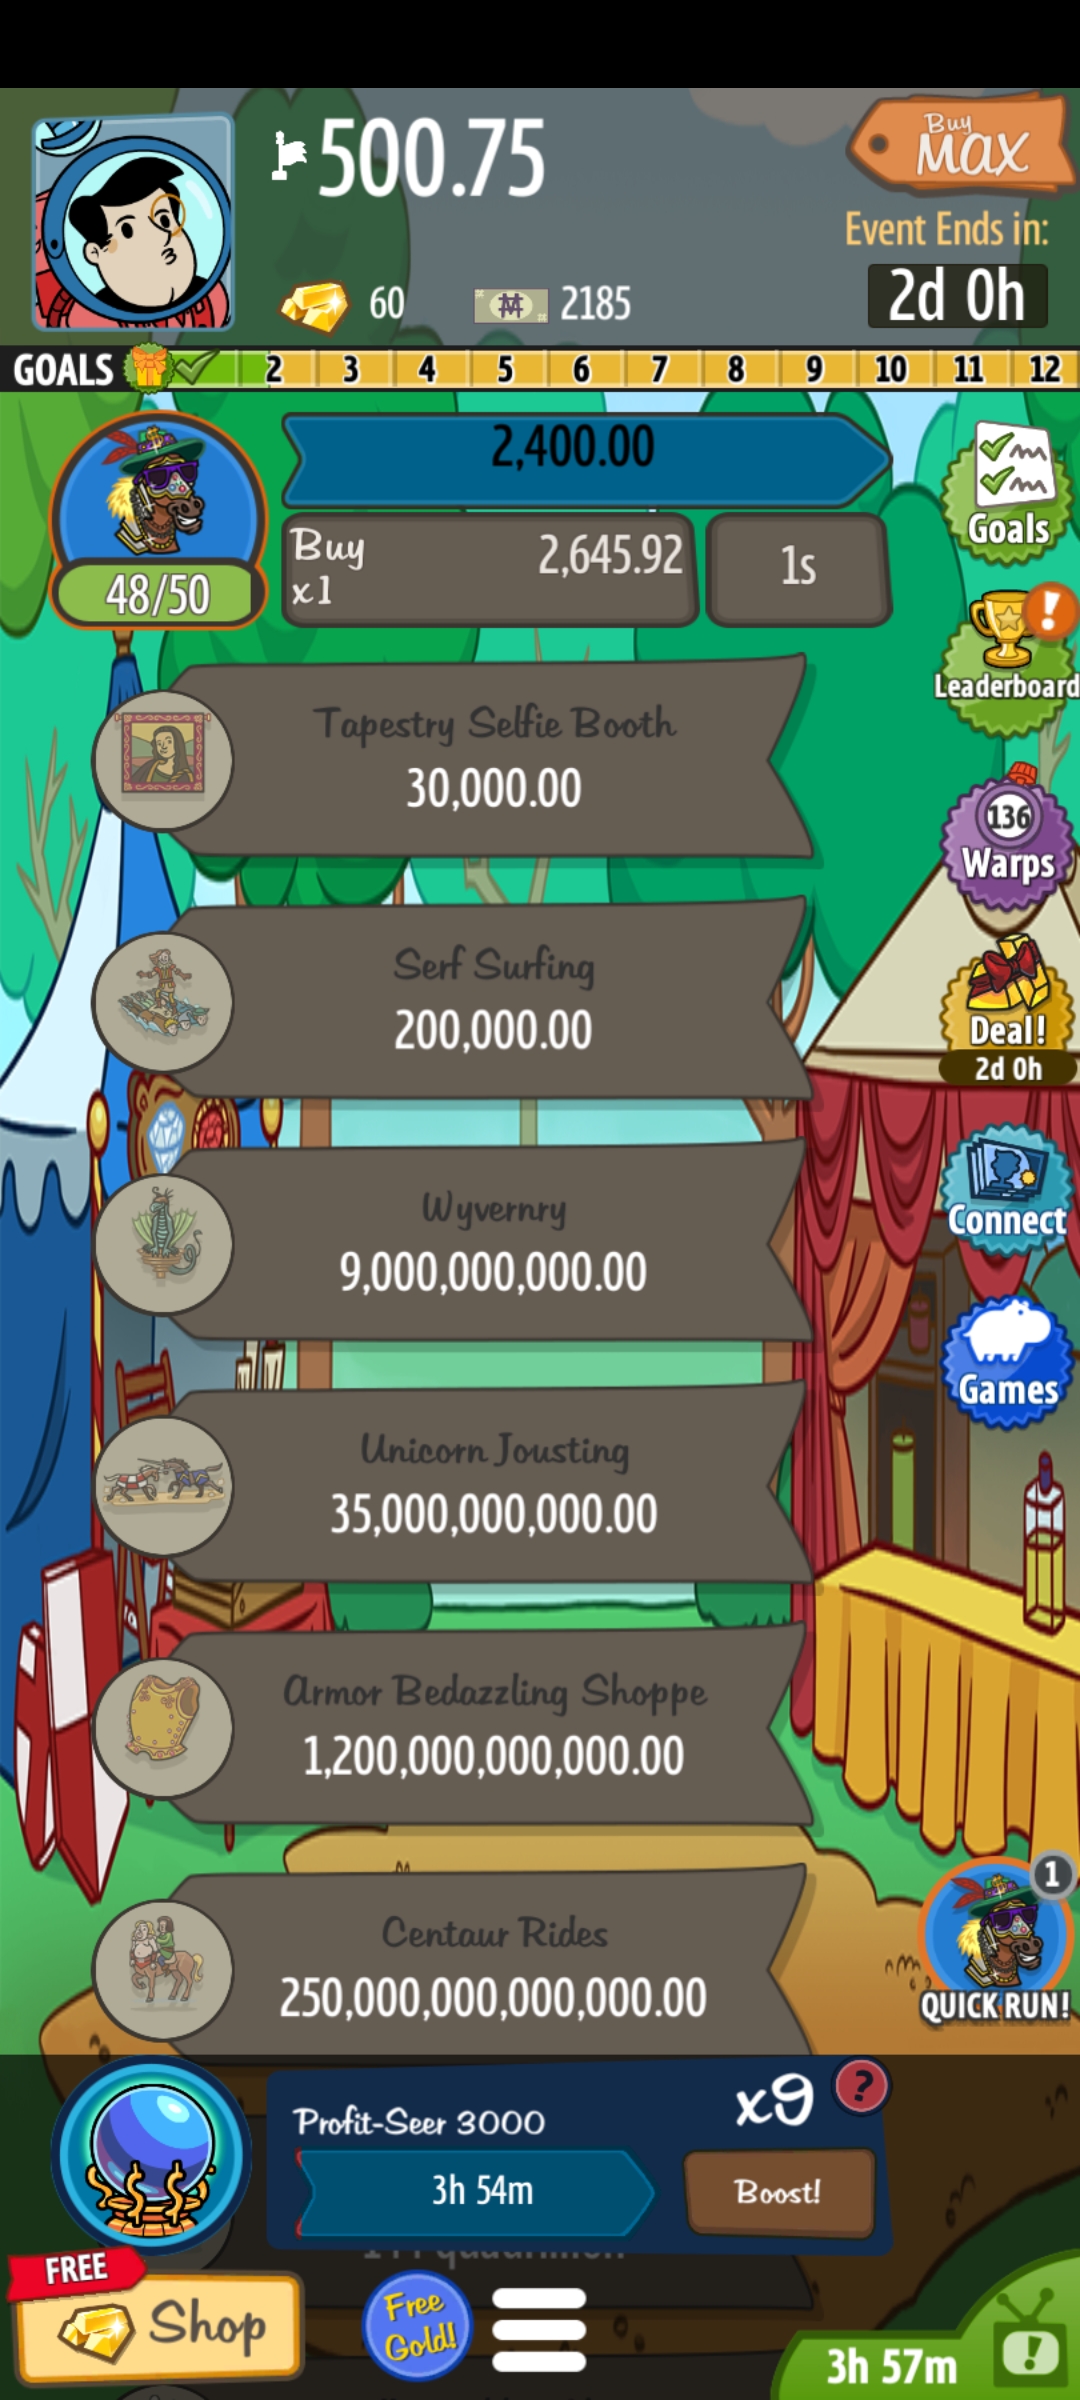 500.75
Buy
MAX
Event Ends in:
60
2185
2d 0h
GOALS 2 3 4 5 6 7 8 9 10 11 12
2,400.00
Buy
x1
2,645.92
1s
48/50
Goals
Leaderboard
Tapestry Selfie Booth
30,000.00
136
Warps
Serf Surfing
200,000.00
Deal!
2d 0h
Wyvernry
9,000,000,000.00
Connect
Games
Unicorn Jousting
35,000,000,000.00
Armor Bedazzling Shoppe
1,200,000,000,000.00
Centaur Rides
250,000,000,000,000.00
1
QUICK RUN!
Profit-Seer 3000
x9
?
3h 54m
Boost!
FREE
Shop
Free
Gold!
3h 57m